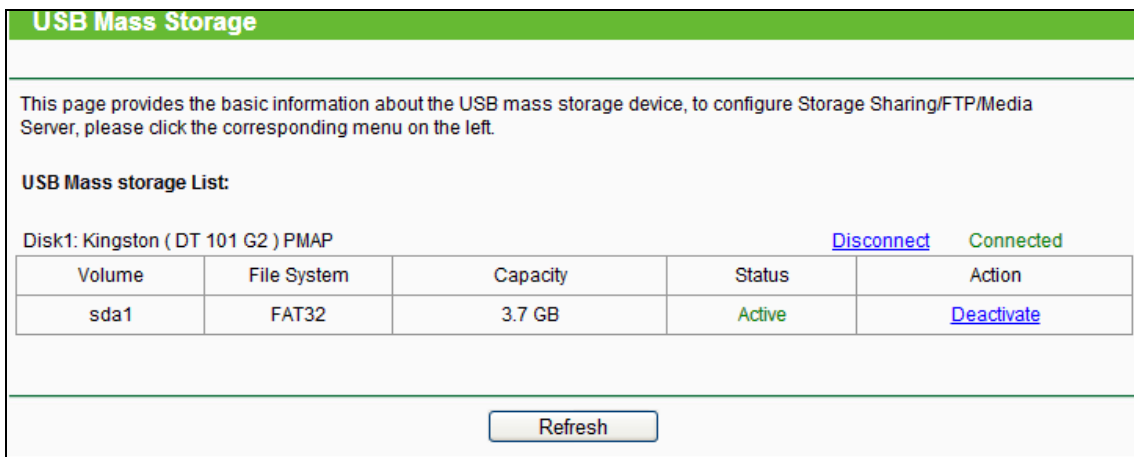 USB Mass Storage
This page provides the basic information about the USB mass storage device, to configure Storage Sharing/FTP/Media
Server, please click the corresponding menu on the left.
USB Mass storage List:
Disk1: Kingston ( DT 101 G2 ) PMAP Disconnect Connected
Volume File System Capacity Status Action
sda1 FAT32 3.7 GB Active Deactivate
Refresh